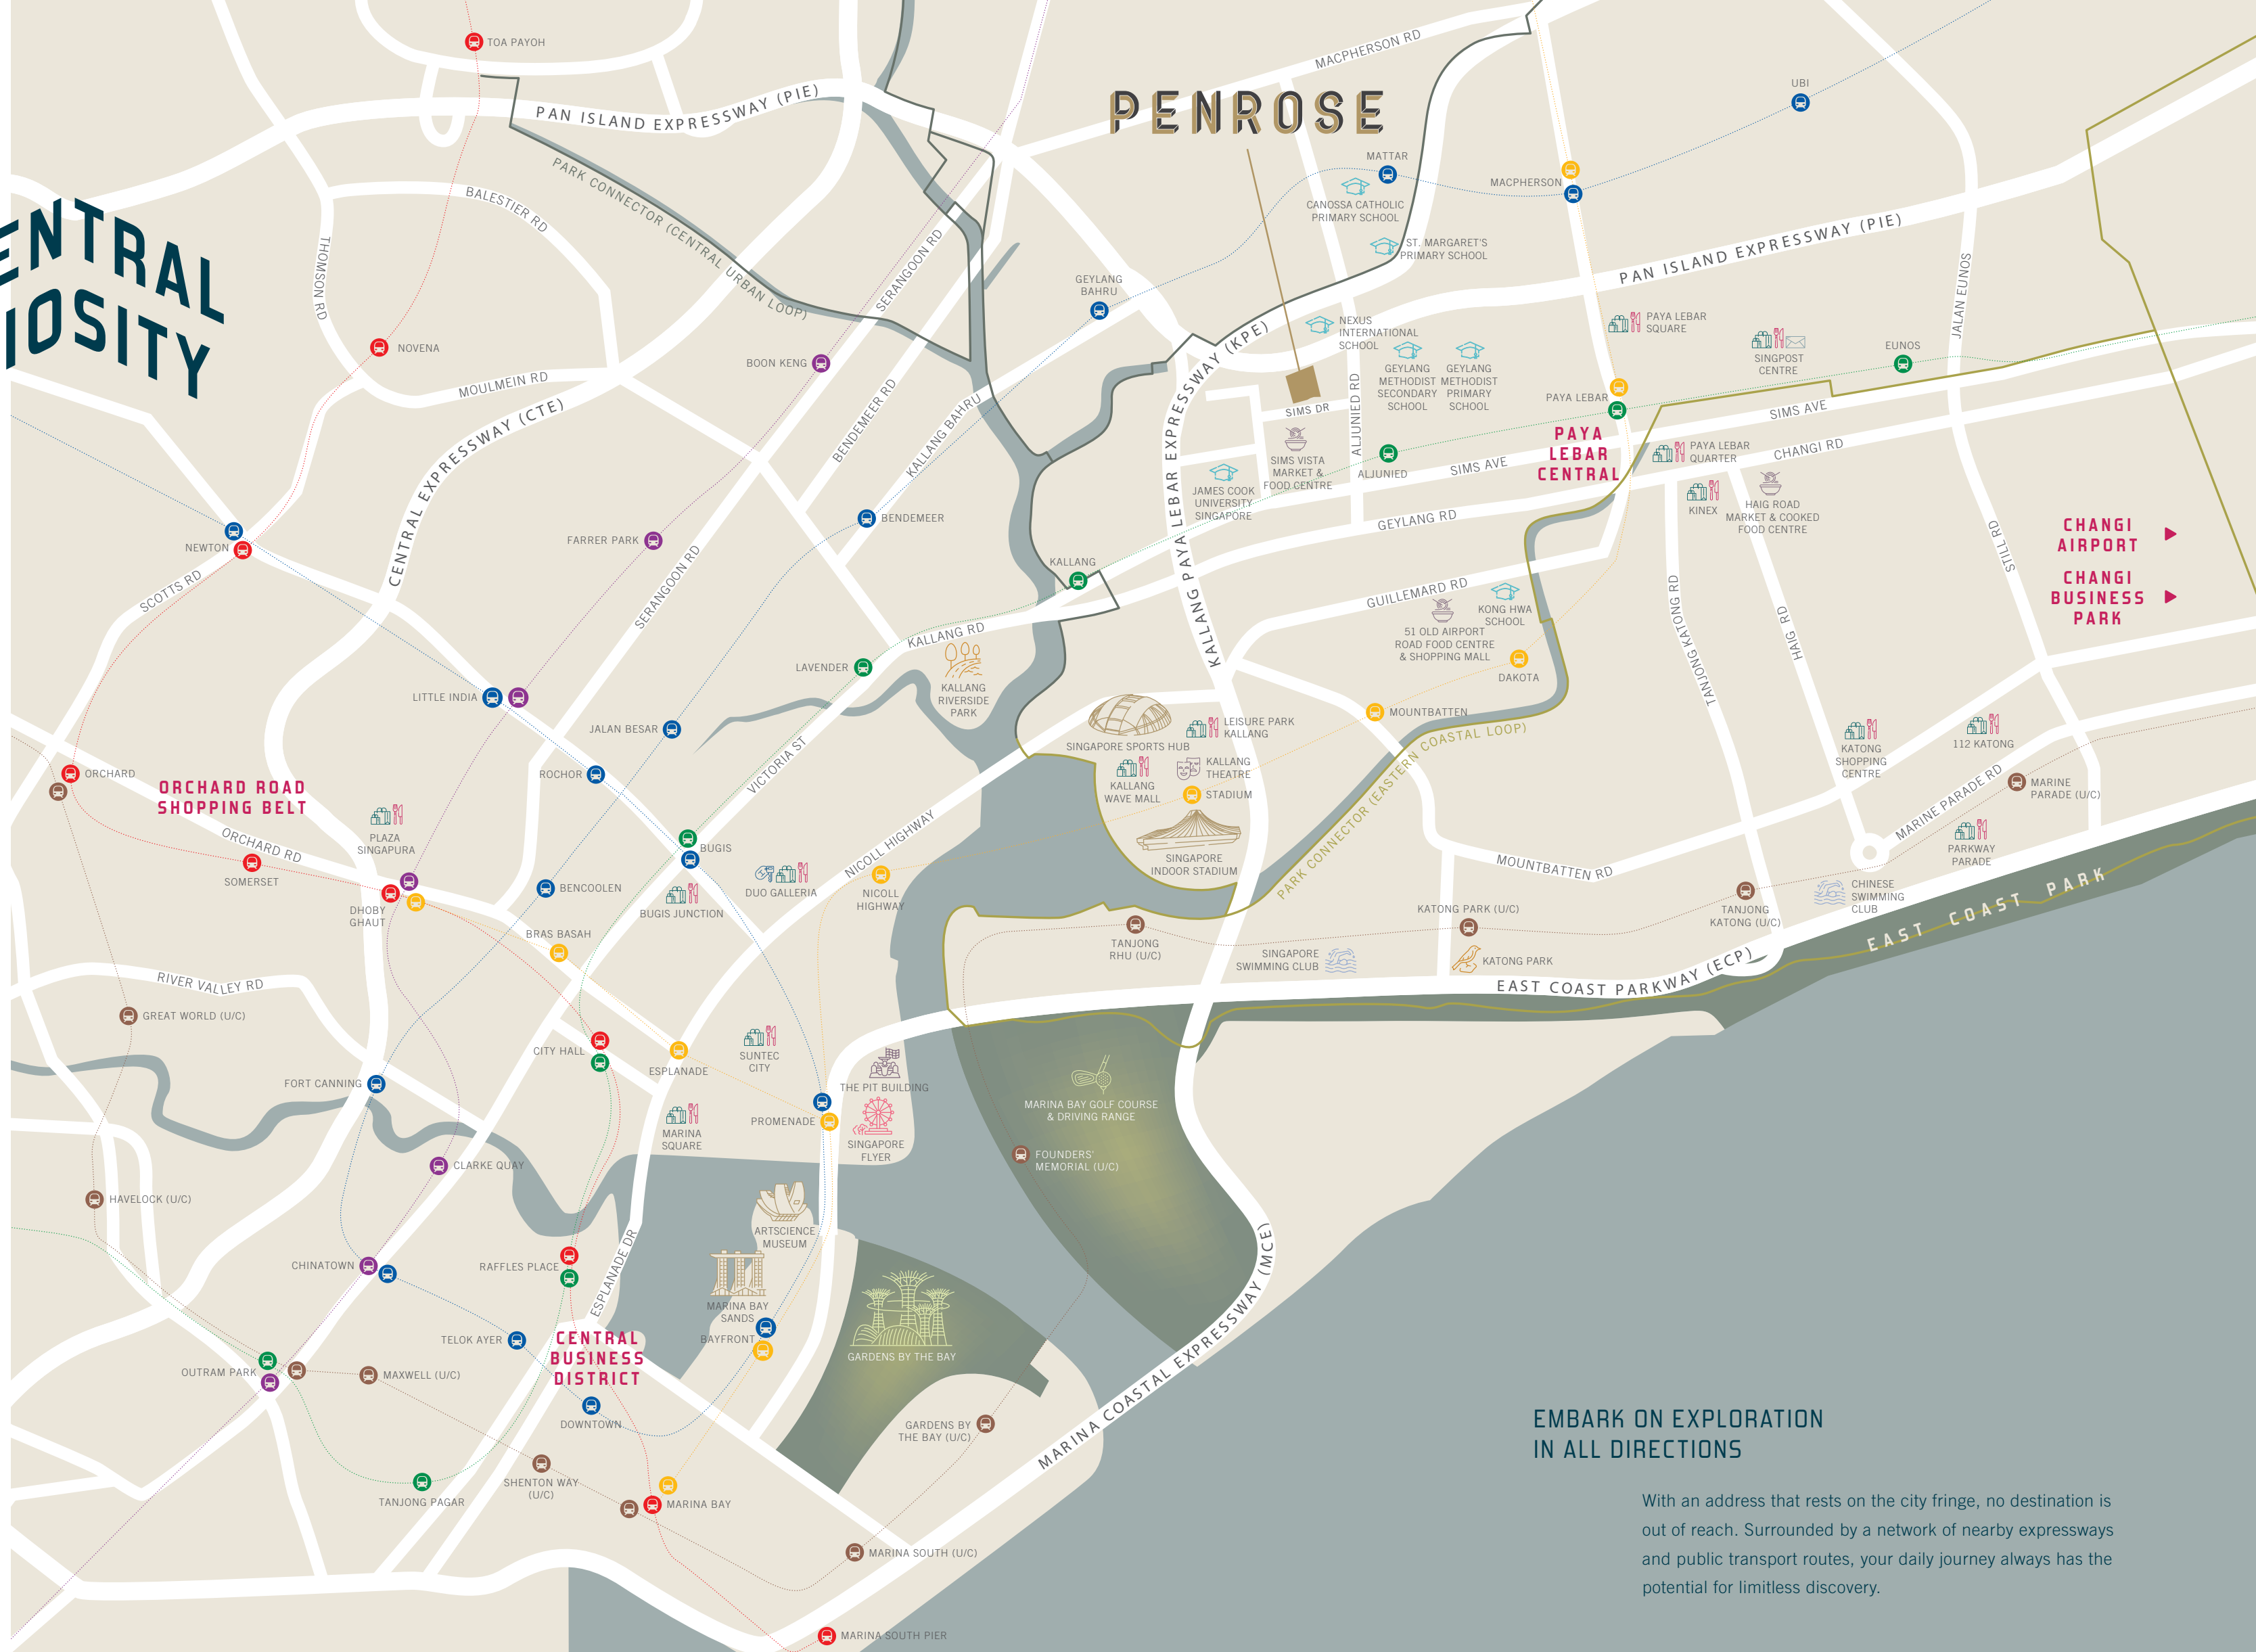 TOA PAYOH
PAN ISLAND EXPRESSWAY (PIE)
PARK CONNECTOR (CENTRAL URBAN LOOP)
BALESTIER RD
THOMSON RD
ENTRAL
IOSITY
NOVENA
MOULMEIN RD
CENTRAL EXPRESSWAY (CTE)
BOON KENG
SERANGOON RD
BENDEMEER RD
KALLANG BAHRU
GEYLANG
BAHRU
MACPHERSON RD
PENROSE
MATTAR
CANOSSA CATHOLIC
PRIMARY SCHOOL
ST. MARGARET'S
PRIMARY SCHOOL
MACPHERSON
UBI
PAN ISLAND EXPRESSWAY (PIE)
JALAN EUNOS
NEXUS
INTERNATIONAL
SCHOOL
GEYLANG
METHODIST
SECONDARY
SCHOOL
GEYLANG
METHODIST
PRIMARY
SCHOOL
PAYA LEBAR
SQUARE
SINGPOST
CENTRE
EUNOS
PAYA LEBAR
PAYA
LEBAR
CENTRAL
SIMS AVE
CHANGI RD
PAYA LEBAR
QUARTER
KINEX
HAIG ROAD
MARKET & COOKED
FOOD CENTRE
SIMS DR
ALJUNIED RD
SIMS VISTA
MARKET &
FOOD CENTRE
ALJUNIED
SIMS AVE
JAMES COOK
UNIVERSITY
SINGAPORE
GEYLANG RD
KALLANG PAYA LEBAR EXPRESSWAY (KPE)
KALLANG
BENDEMEER
FARRER PARK
SERANGOON RD
NEWTON
SCOTTS RD
CHANGI
AIRPORT
CHANGI
BUSINESS
PARK
STILL RD
TANJONG KATONG RD
HAIG RD
GUILLEMARD RD
KONG HWA
SCHOOL
51 OLD AIRPORT
ROAD FOOD CENTRE
& SHOPPING MALL
DAKOTA
MOUNTBATTEN
KALLANG RD
LAVENDER
KALLANG
RIVERSIDE
PARK
LITTLE INDIA
JALAN BESAR
ROCHOR
VICTORIA ST
SINGAPORE SPORTS HUB
LEISURE PARK
KALLANG
KALLANG
WAVE MALL
KALLANG
THEATRE
STADIUM
SINGAPORE
INDOOR STADIUM
PARK CONNECTOR (EASTERN COASTAL LOOP)
KATONG
SHOPPING
CENTRE
112 KATONG
MARINE PARADE RD
MARINE
PARADE (U/C)
PARKWAY
PARADE
ORCHARD
ORCHARD ROAD
SHOPPING BELT
ORCHARD RD
SOMERSET
PLAZA
SINGAPURA
DHOBY
GHAUT
BENCOOLEN
BRAS BASAH
BUGIS
BUGIS JUNCTION
DUO GALLERIA
NICOLL HIGHWAY
NICOLL
HIGHWAY
MOUNTBATTEN RD
KATONG PARK (U/C)
TANJONG
KATONG (U/C)
CHINESE
SWIMMING
CLUB
EAST COAST PARK
TANJONG
RHU (U/C)
SINGAPORE
SWIMMING CLUB
KATONG PARK
EAST COAST PARKWAY (ECP)
RIVER VALLEY RD
GREAT WORLD (U/C)
FORT CANNING
CITY HALL
ESPLANADE
SUNTEC
CITY
THE PIT BUILDING
MARINA
SQUARE
PROMENADE
SINGAPORE
FLYER
MARINA BAY GOLF COURSE
& DRIVING RANGE
FOUNDERS'
MEMORIAL (U/C)
CLARKE QUAY
HAVELOCK (U/C)
CHINATOWN
RAFFLES PLACE
ESPLANADE DR
ARTSCIENCE
MUSEUM
MARINA BAY
SANDS
BAYFRONT
GARDENS BY THE BAY
TELOK AYER
CENTRAL
BUSINESS
DISTRICT
OUTRAM PARK
MAXWELL (U/C)
DOWNTOWN
GARDENS BY
THE BAY (U/C)
MARINA COASTAL EXPRESSWAY (MCE)
SHENTON WAY
(U/C)
TANJONG PAGAR
MARINA BAY
MARINA SOUTH (U/C)
MARINA SOUTH PIER
EMBARK ON EXPLORATION
IN ALL DIRECTIONS
With an address that rests on the city fringe, no destination is
out of reach. Surrounded by a network of nearby expressways
and public transport routes, your daily journey always has the
potential for limitless discovery.